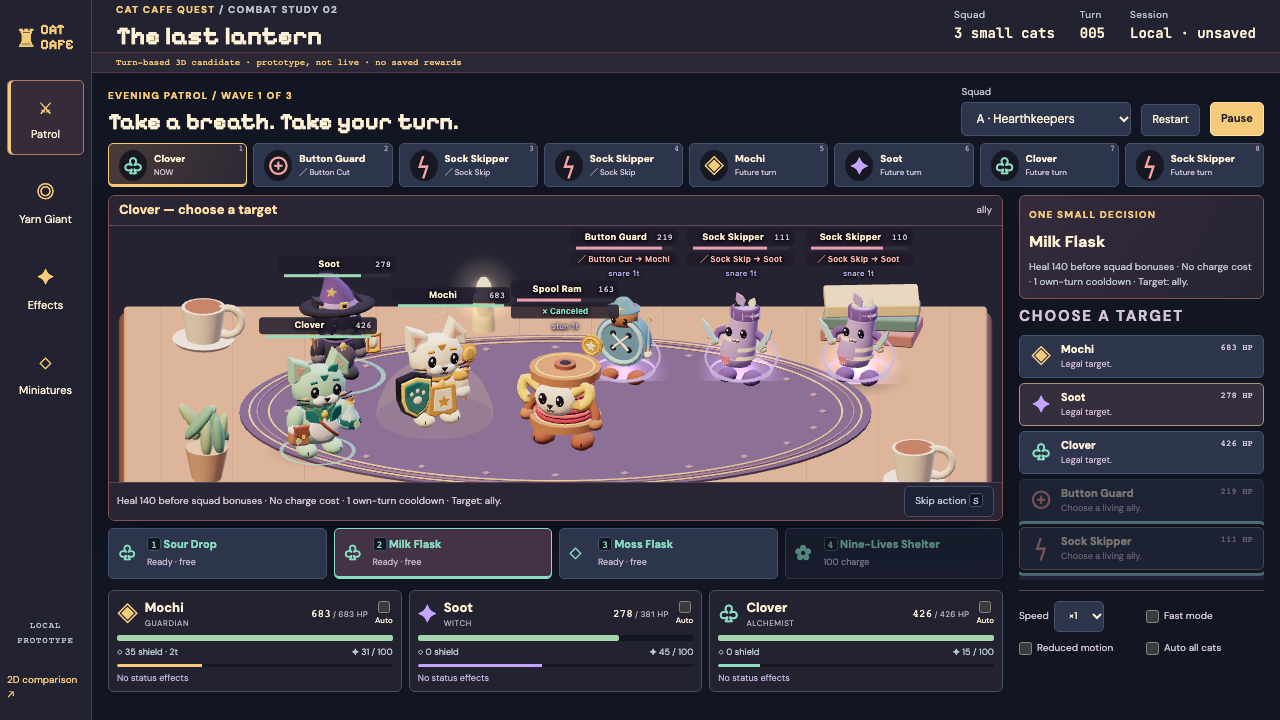 OAT
OAFE
Patrol
Yarn Giant
Effects
Miniatures
LOCAL
PROTOTYPE
2D comparison
↗
CAT CAFE QUEST / COMBAT STUDY 02
The last lantern
Squad
3 small cats
Turn
005
Session
Local · unsaved
Turn-based 3D candidate · prototype, not live · no saved rewards
EVENING PATROL / WAVE 1 OF 3
Take a breath. Take your turn.
Squad
A · Hearthkeepers
Restart
Pause
Clover
NOW
1
Button Guard
⟋ Button Cut
2
Sock Skipper
⟋ Sock Skip
3
Sock Skipper
⟋ Sock Skip
4
Mochi
Future turn
5
Soot
Future turn
6
Clover
Future turn
7
Sock Skipper
Future turn
8
Clover — choose a target
ally
Button Guard 219
⟋ Button Cut → Mochi
snare 1t
Sock Skipper 111
⟋ Sock Skip → Soot
snare 1t
Sock Skipper 110
⟋ Sock Skip → Soot
snare 1t
Soot 278
Mochi 683
Spool Ram 163
× Canceled
stun 1t
Clover 426
Heal 140 before squad bonuses · No charge cost · 1 own-turn cooldown · Target: ally.
Skip action S
1 Sour Drop
Ready · free
2 Milk Flask
Ready · free
3 Moss Flask
Ready · free
4 Nine-Lives Shelter
100 charge
Mochi
GUARDIAN
683 / 683 HP
Auto
◇ 35 shield · 2t
✦ 31 / 100
No status effects
Soot
WITCH
278 / 381 HP
Auto
◇ 0 shield
✦ 45 / 100
No status effects
Clover
ALCHEMIST
426 / 426 HP
Auto
◇ 0 shield
✦ 15 / 100
No status effects
ONE SMALL DECISION
Milk Flask
Heal 140 before squad bonuses · No charge cost
· 1 own-turn cooldown · Target: ally.
CHOOSE A TARGET
Mochi
Legal target.
683 HP
Soot
Legal target.
278 HP
Clover
Legal target.
426 HP
Button Guard
Choose a living ally.
219 HP
Sock Skipper
Choose a living ally.
111 HP
Speed
×1
Fast mode
Reduced motion
Auto all cats